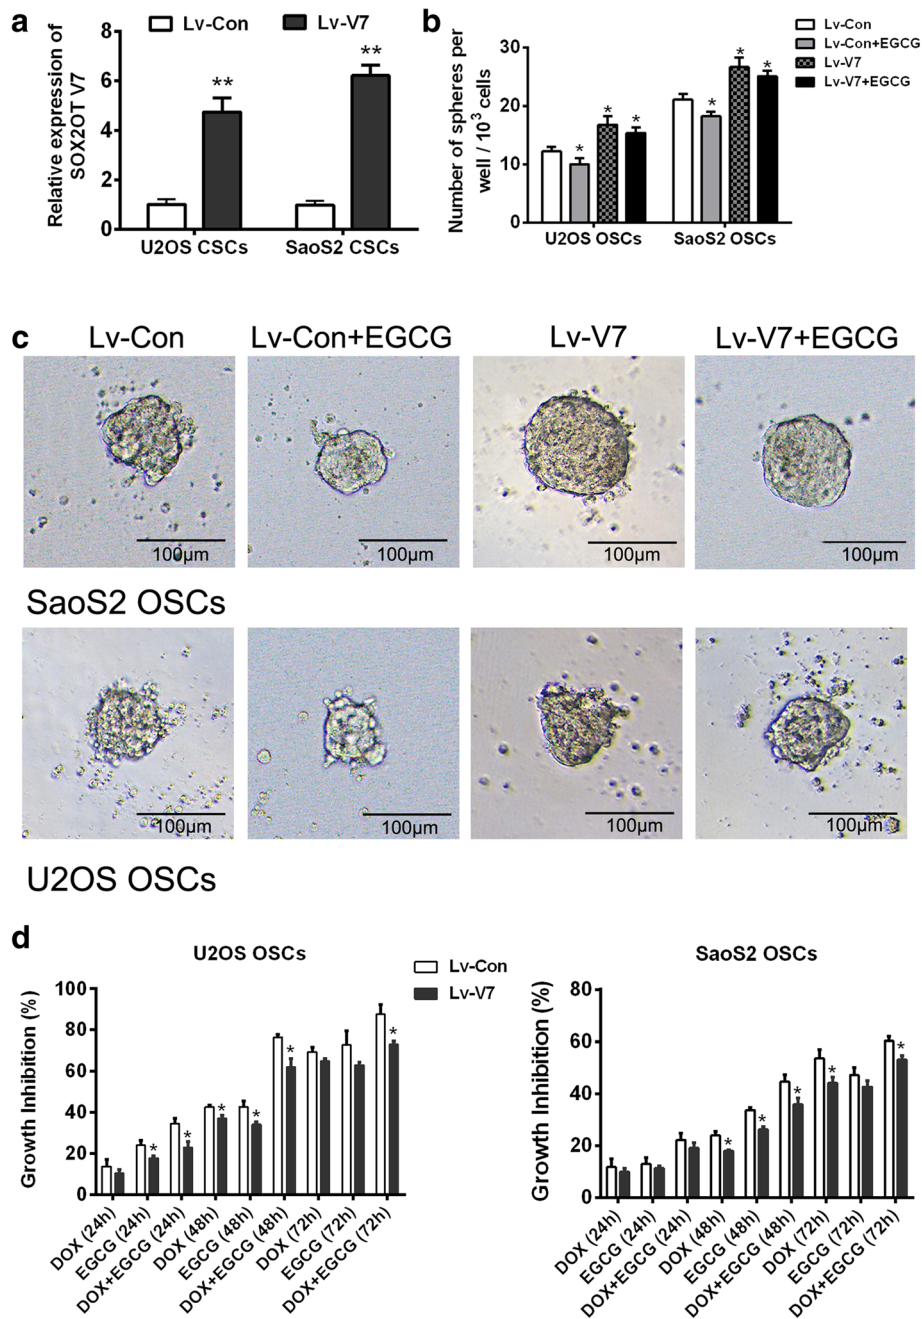 a
Lv-Con
Lv-V7
Relative expression of
SOX2OT V7
8
6
4
2
0
**
**
U2OS CSCs
SaoS2 CSCs
b
Lv-Con
Lv-Con+EGCG
Lv-V7
Lv-V7+EGCG
Number of spheres per
well / 10³ cells
30
20
10
0
*
*
*
*
*
*
U2OS OSCs
SaoS2 OSCs
c
Lv-Con
Lv-Con+EGCG
Lv-V7
Lv-V7+EGCG
100μm
100μm
100μm
100μm
SaoS2 OSCs
100μm
100μm
100μm
100μm
U2OS OSCs
d
U2OS OSCs
Lv-Con
Lv-V7
Growth Inhibition (%)
100
80
60
40
20
0
*
*
*
*
*
*
DOX (24h)
EGCG (24h)
DOX+EGCG (24h)
DOX (48h)
EGCG (48h)
DOX+EGCG (48h)
DOX (72h)
EGCG (72h)
DOX+EGCG (72h)
SaoS2 OSCs
Growth Inhibition (%)
80
60
40
20
0
*
*
*
*
*
DOX (24h)
EGCG (24h)
DOX+EGCG (24h)
DOX (48h)
EGCG (48h)
DOX+EGCG (48h)
DOX (72h)
EGCG (72h)
DOX+EGCG (72h)